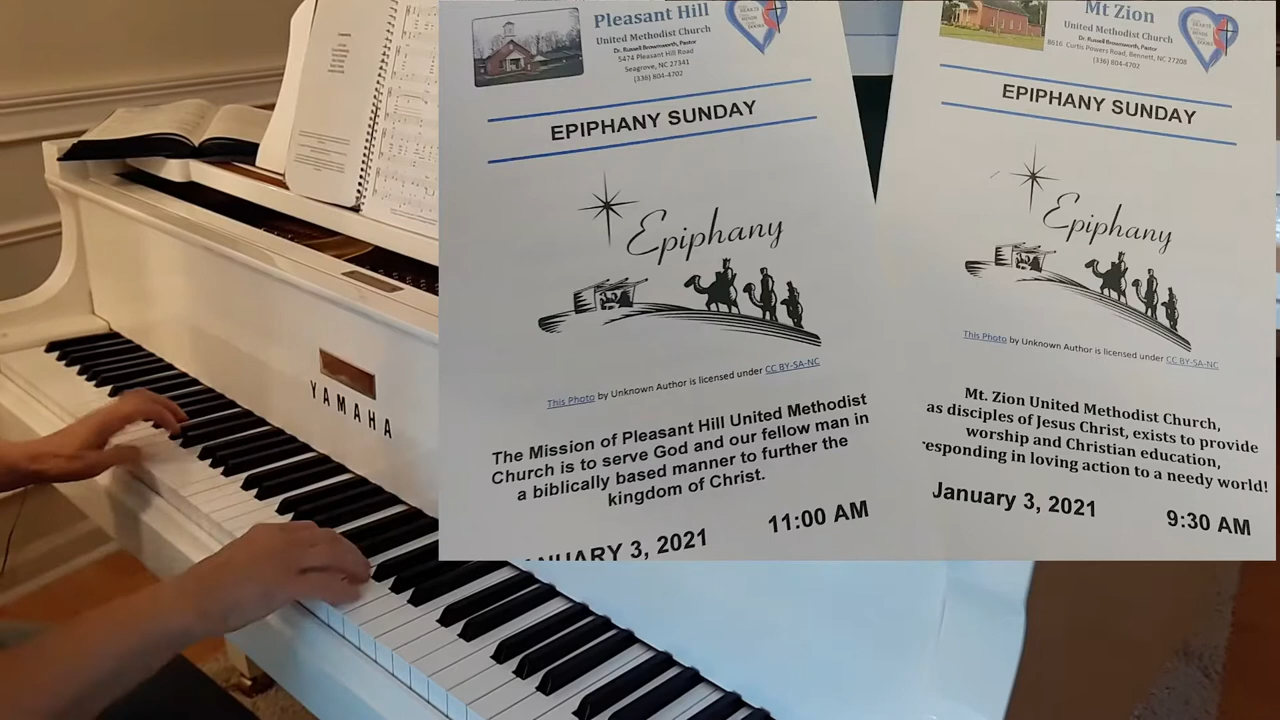 YAMAHA
Pleasant Hill
United Methodist Church
Dr. Russell Brownworth, Pastor
5474 Pleasant Hill Road
Seagrove, NC 27341
(336) 804-4702
EPIPHANY SUNDAY
Epiphany
This Photo by Unknown Author is licensed under CC BY-SA-NC
The Mission of Pleasant Hill United Methodist
Church is to serve God and our fellow man in
a biblically based manner to further the
kingdom of Christ.
JANUARY 3, 2021 11:00 AM
Mt Zion
United Methodist Church
Dr. Russell Brownworth, Pastor
8616 Curtis Powers Road, Bennett, NC 27208
(336) 804-4702
EPIPHANY SUNDAY
Epiphany
This Photo by Unknown Author is licensed under CC BY-SA-NC
Mt. Zion United Methodist Church,
as disciples of Jesus Christ, exists to provide
worship and Christian education,
responding in loving action to a needy world!
January 3, 2021 9:30 AM